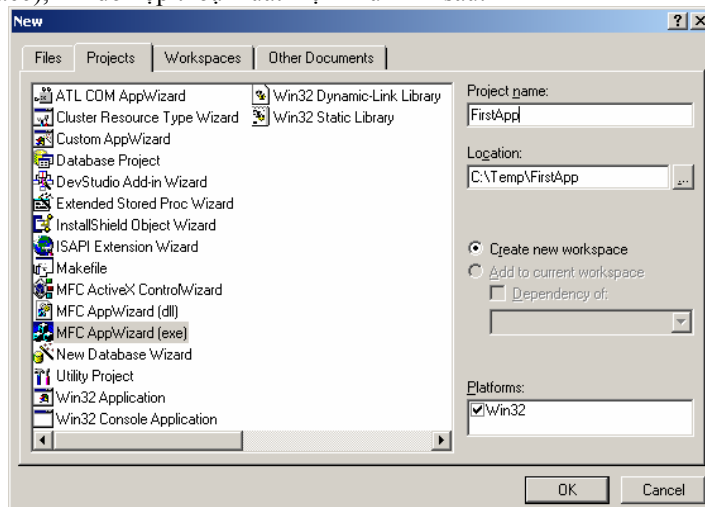 New
Files Projects Workspaces Other Documents
ATL COM AppWizard
Cluster Resource Type Wizard
Custom AppWizard
Database Project
DevStudio Add-in Wizard
Extended Stored Proc Wizard
InstallShield Object Wizard
ISAPI Extension Wizard
Makefile
MFC ActiveX ControlWizard
MFC AppWizard (dll)
MFC AppWizard (exe)
New Database Wizard
Utility Project
Win32 Application
Win32 Console Application
Win32 Dynamic-Link Library
Win32 Static Library
Project name:
FirstApp
Location:
C:\Temp\FirstApp
...
Create new workspace
Add to current workspace
Dependency of:
Platforms:
Win32
OK Cancel